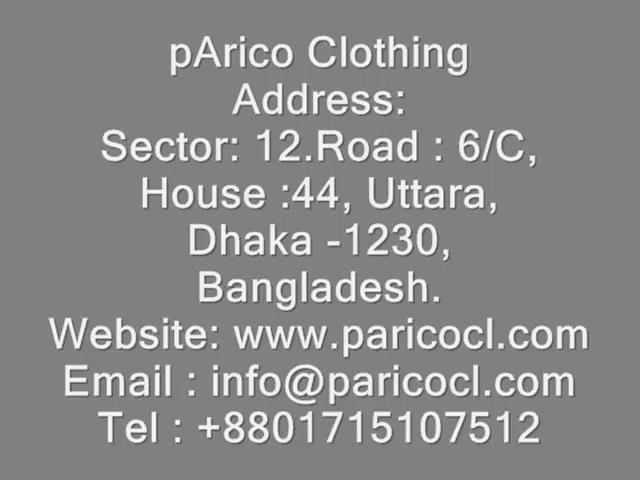 pArico Clothing
Address:
Sector: 12.Road : 6/C,
House :44, Uttara,
Dhaka -1230,
Bangladesh.
Website: www.paricocl.com
Email : info@paricocl.com
Tel : +8801715107512